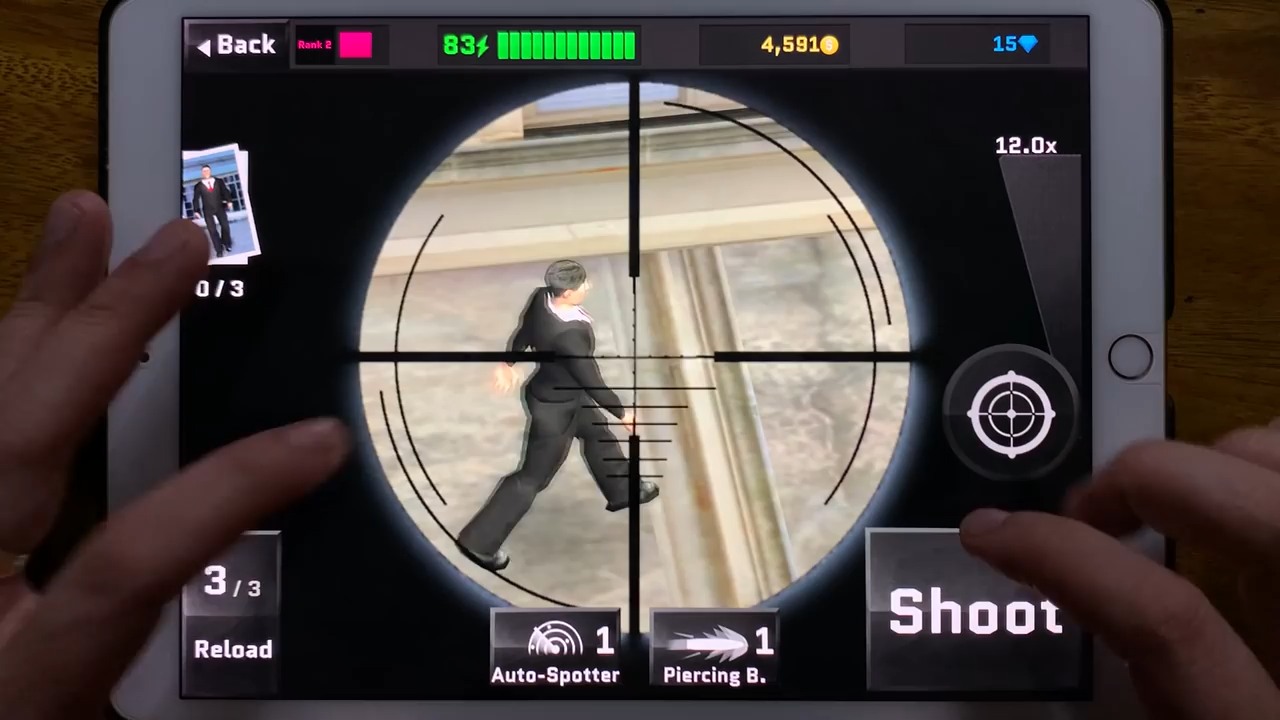 Back
Rank 2
83
4,591
15
12.0x
0/3
3/3
Reload
1
Auto-Spotter
1
Piercing B.
Shoot